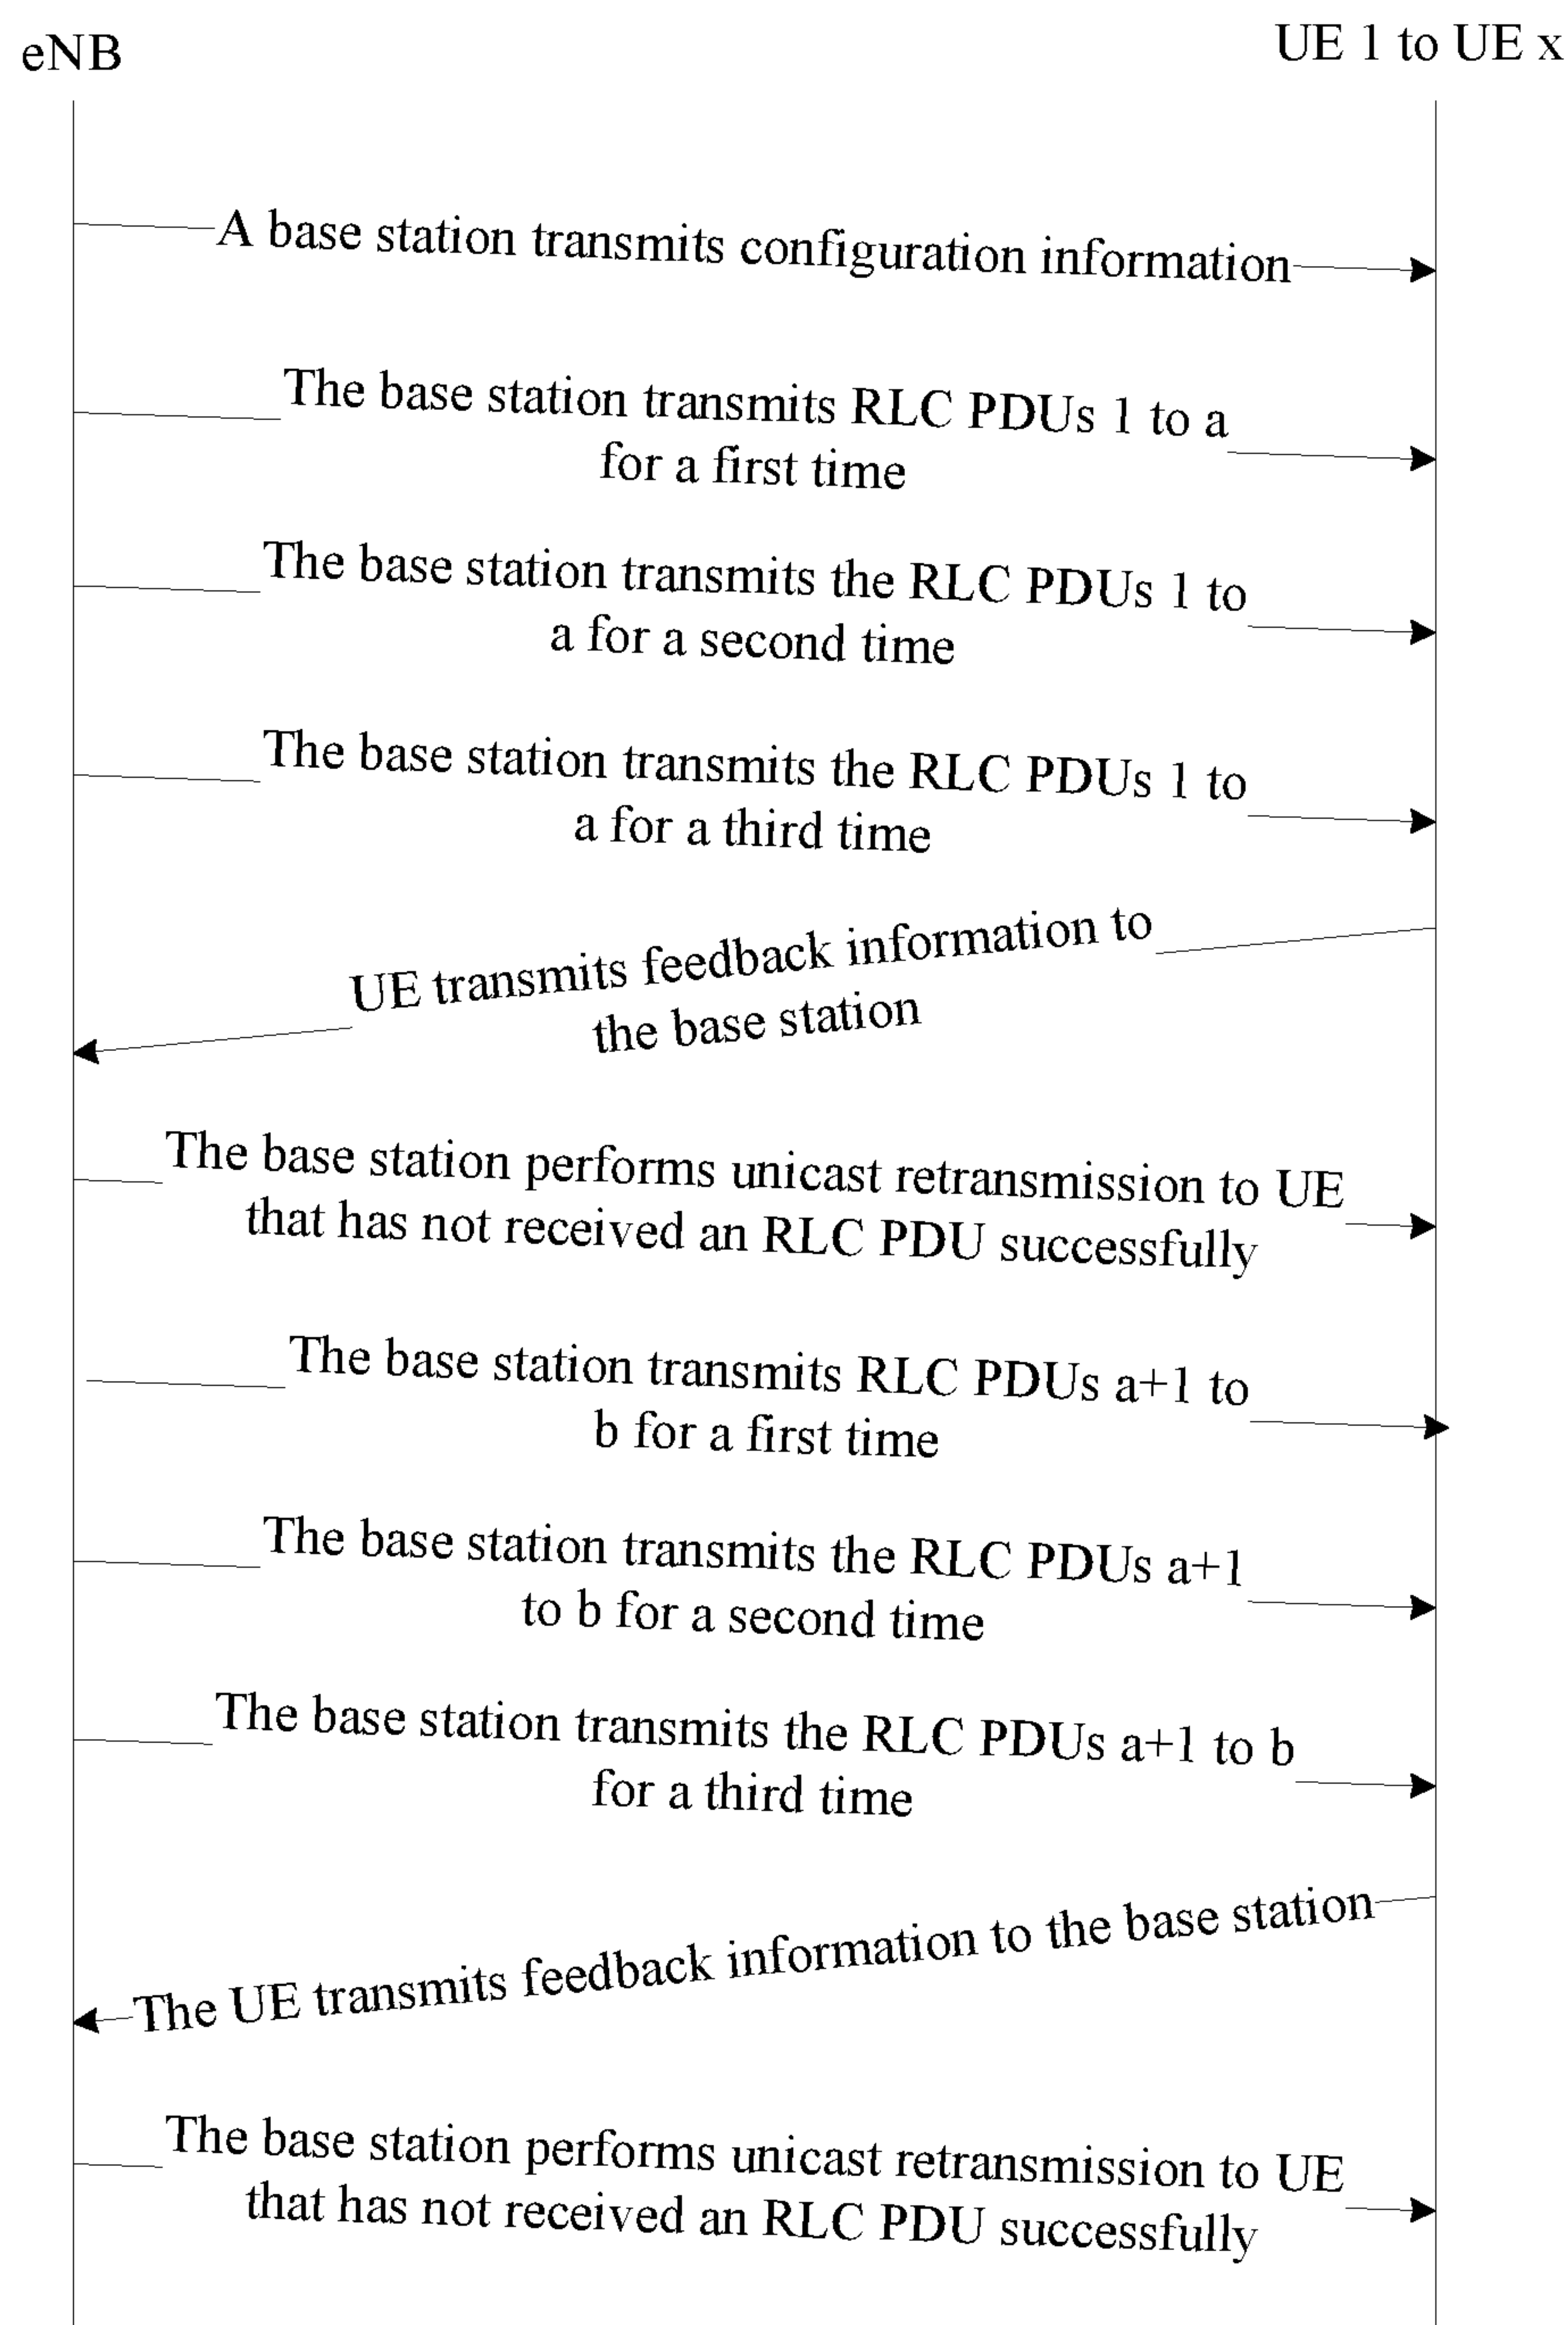 eNB
UE 1 to UE x
A base station transmits configuration information
The base station transmits RLC PDUs 1 to a
for a first time
The base station transmits the RLC PDUs 1 to
a for a second time
The base station transmits the RLC PDUs 1 to
a for a third time
UE transmits feedback information to
the base station
The base station performs unicast retransmission to UE
that has not received an RLC PDU successfully
The base station transmits RLC PDUs a+1 to
b for a first time
The base station transmits the RLC PDUs a+1
to b for a second time
The base station transmits the RLC PDUs a+1 to b
for a third time
The UE transmits feedback information to the base station
The base station performs unicast retransmission to UE
that has not received an RLC PDU successfully